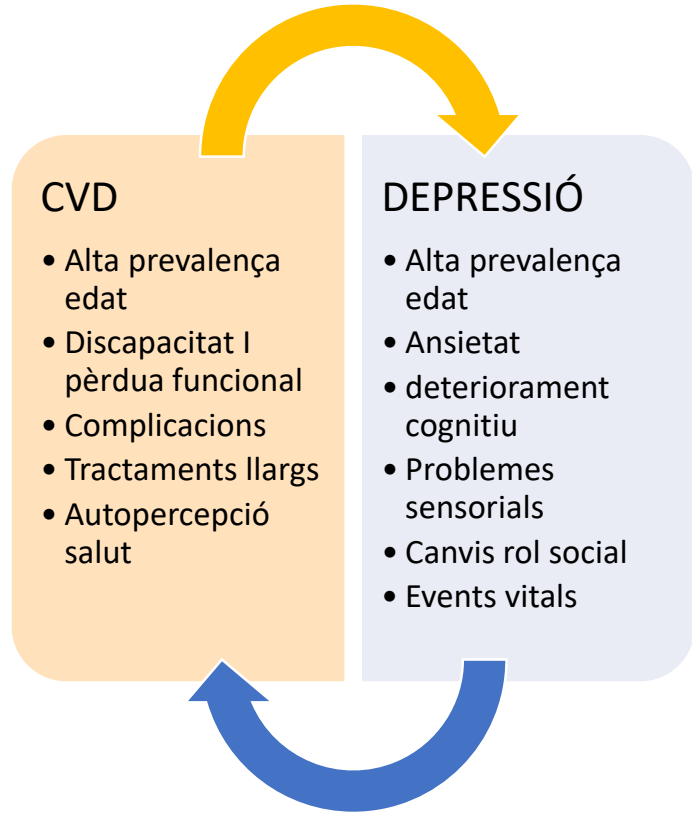 CVD
• Alta prevalença
edat
• Discapacitat I
pèrdua funcional
• Complicacions
• Tractaments llargs
• Autopercepció
salut
DEPRESSIÓ
• Alta prevalença
edat
• Ansietat
• deteriorament
cognitiu
• Problemes
sensorials
• Canvis rol social
• Events vitals